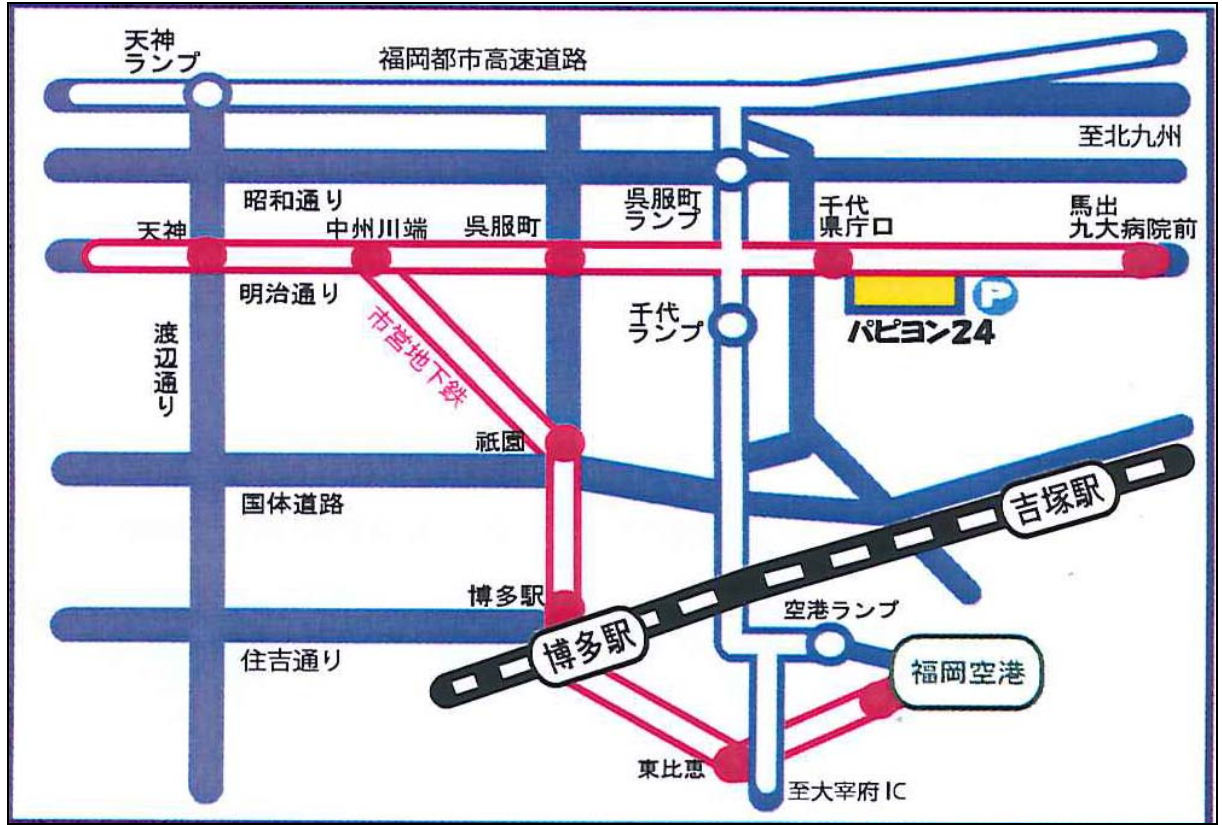 天神
ランプ
福岡都市高速道路
至北九州
昭和通り
呉服町
ランプ
千代
県庁口
馬出
九大病院前
天神
中州川端
呉服町
明治通り
千代
ランプ
P
パピヨン24
渡辺通り
市営地下鉄
祇園
国体道路
吉塚駅
博多駅
空港ランプ
住吉通り
博多駅
福岡空港
東比恵
至大宰府IC